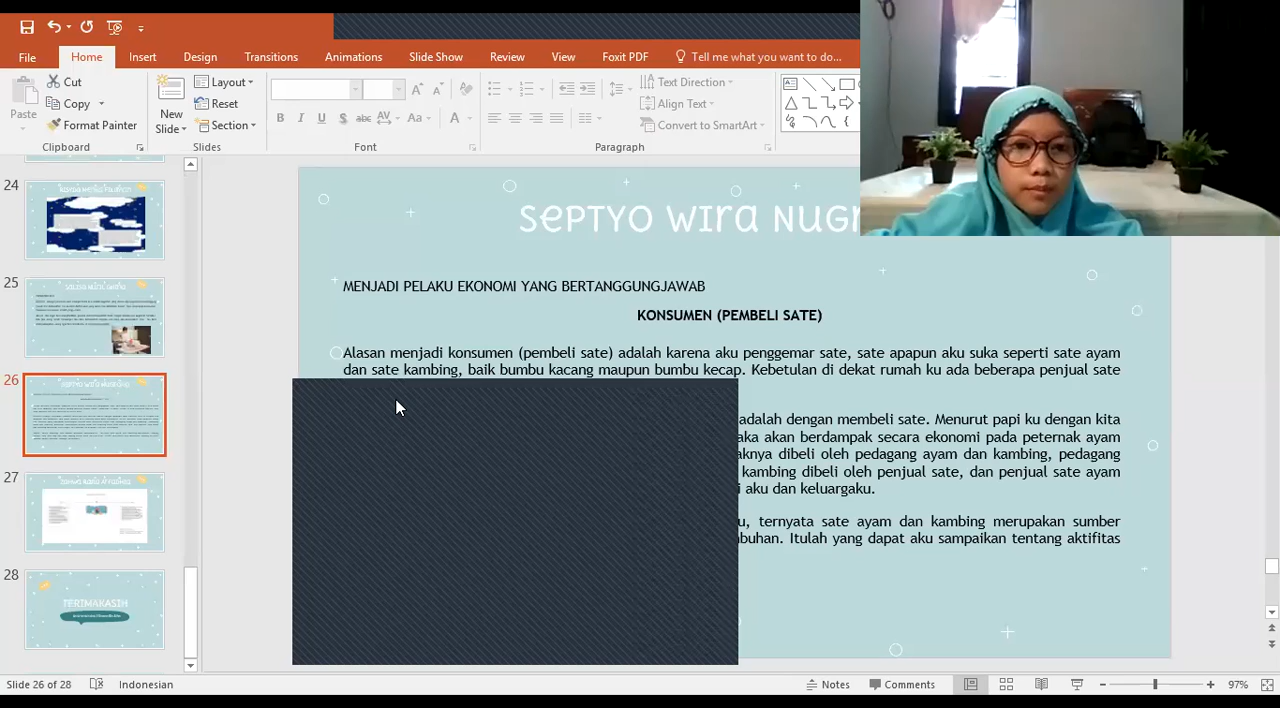 File Home Insert Design Transitions Animations Slide Show Review View Foxit PDF Tell me what you want to do...
Paste
Cut
Copy
Format Painter
Clipboard
New
Slide
Layout
Reset
Section
Slides
Font
Text Direction
Align Text
Convert to SmartArt
Paragraph
24
25
26
27
28
TERIMAKASIH
SEPTYO WIRA NUGR
MENJADI PELAKU EKONOMI YANG BERTANGGUNGJAWAB
KONSUMEN (PEMBELI SATE)
Alasan menjadi konsumen (pembeli sate) adalah karena aku penggemar sate, sate apapun aku suka seperti sate ayam
dan sate kambing, baik bumbu kacang maupun bumbu kecap. Kebetulan di dekat rumah ku ada beberapa penjual sate
adalah dengan membeli sate. Menurut papi ku dengan kita
aka akan berdampak secara ekonomi pada peternak ayam
aknya dibeli oleh pedagang ayam dan kambing, pedagang
kambing dibeli oleh penjual sate, dan penjual sate ayam
i aku dan keluargaku.
u, ternyata sate ayam dan kambing merupakan sumber
mbuhan. Itulah yang dapat aku sampaikan tentang aktifitas
Slide 26 of 28 Indonesian Notes Comments 97%